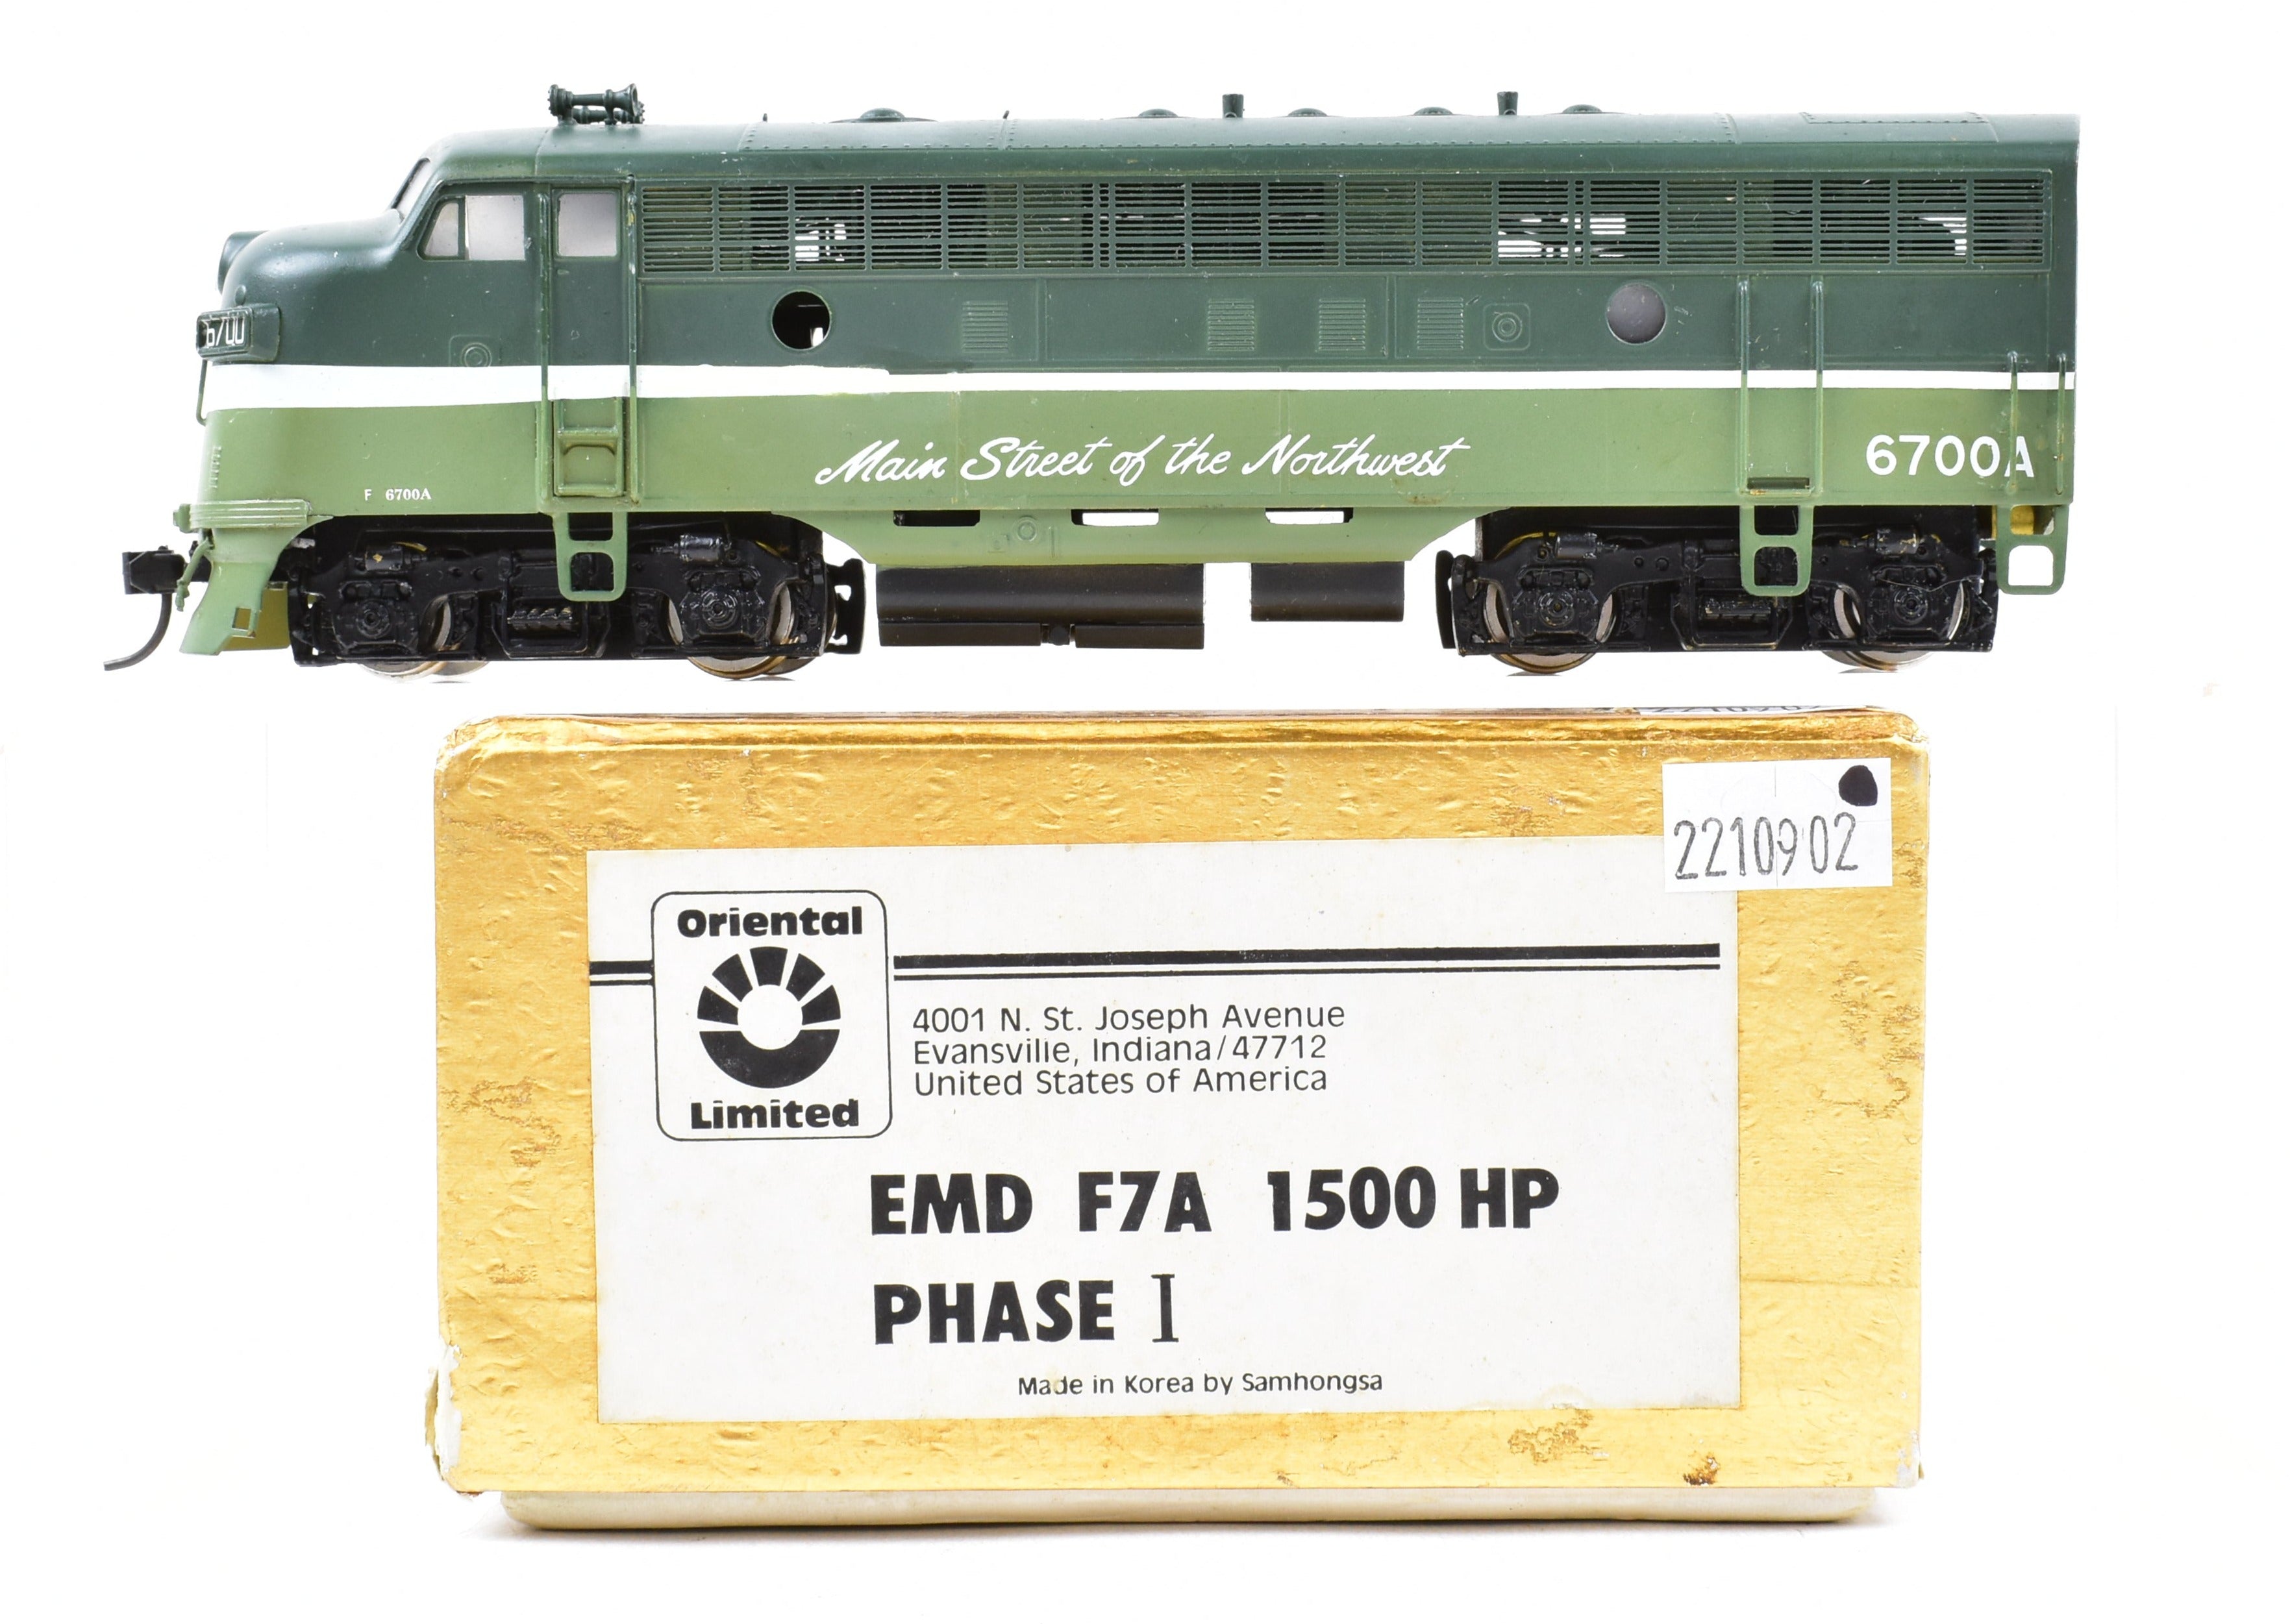 6700
Main Street of the Northwest
6700A
F 6700A
2210902
Oriental
Limited
4001 N. St. Joseph Avenue
Evansville, Indiana/47712
United States of America
EMD F7A 1500 HP
PHASE I
Made in Korea by Samhongsa